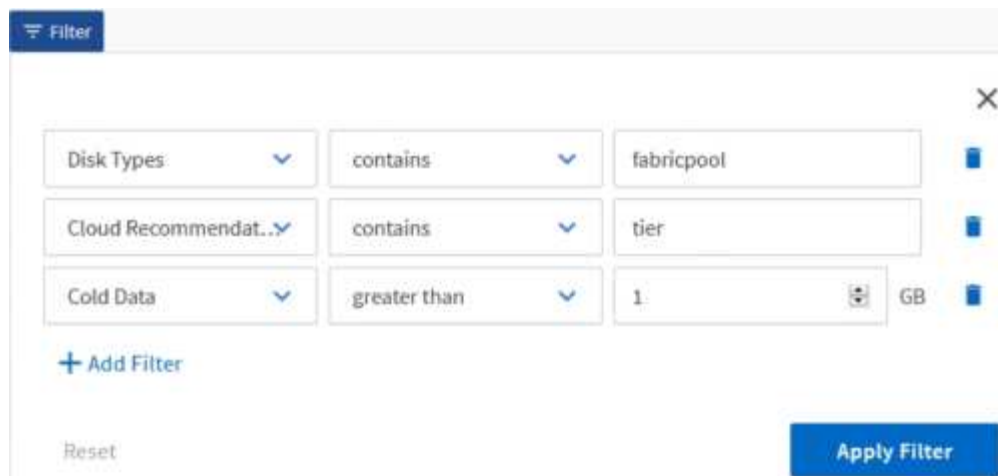 Filter
Disk Types contains fabricpool
Cloud Recommendat... contains tier
Cold Data greater than 1 GB
+ Add Filter
Reset Apply Filter